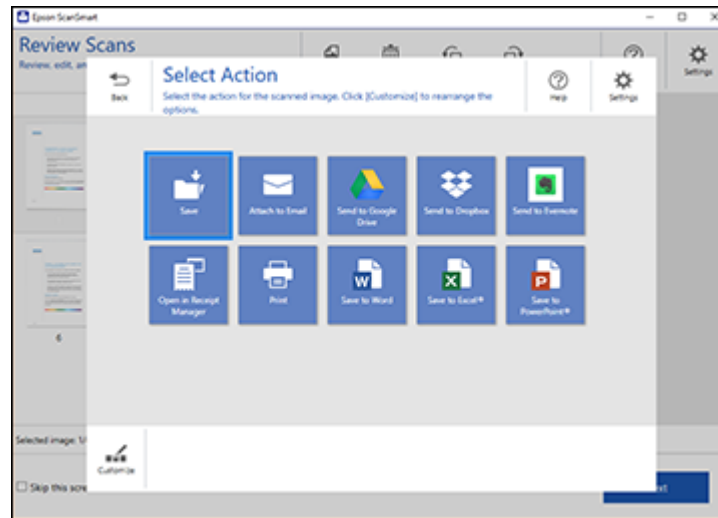 Epson ScanSmart
Review Scans
Review, edit, an
Settings
Back
Select Action
Select the action for the scanned image. Click [Customize] to rearrange the
options.
Help
Settings
Save
Attach to Email
Send to Google
Drive
Send to Dropbox
Send to Evernote
Open in Receipt
Manager
Print
Save to Word
Save to Excel®
Save to
PowerPoint®
6
Selected image: 1/
Customize
Skip this scre